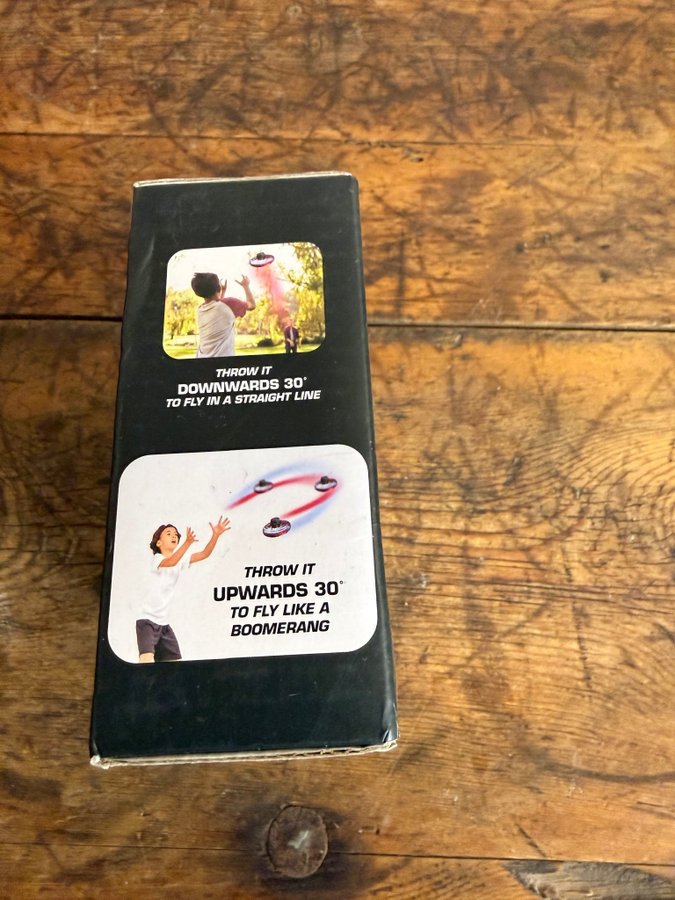 THROW IT
DOWNWARDS 30°
TO FLY IN A STRAIGHT LINE
THROW IT
UPWARDS 30°
TO FLY LIKE A
BOOMERANG